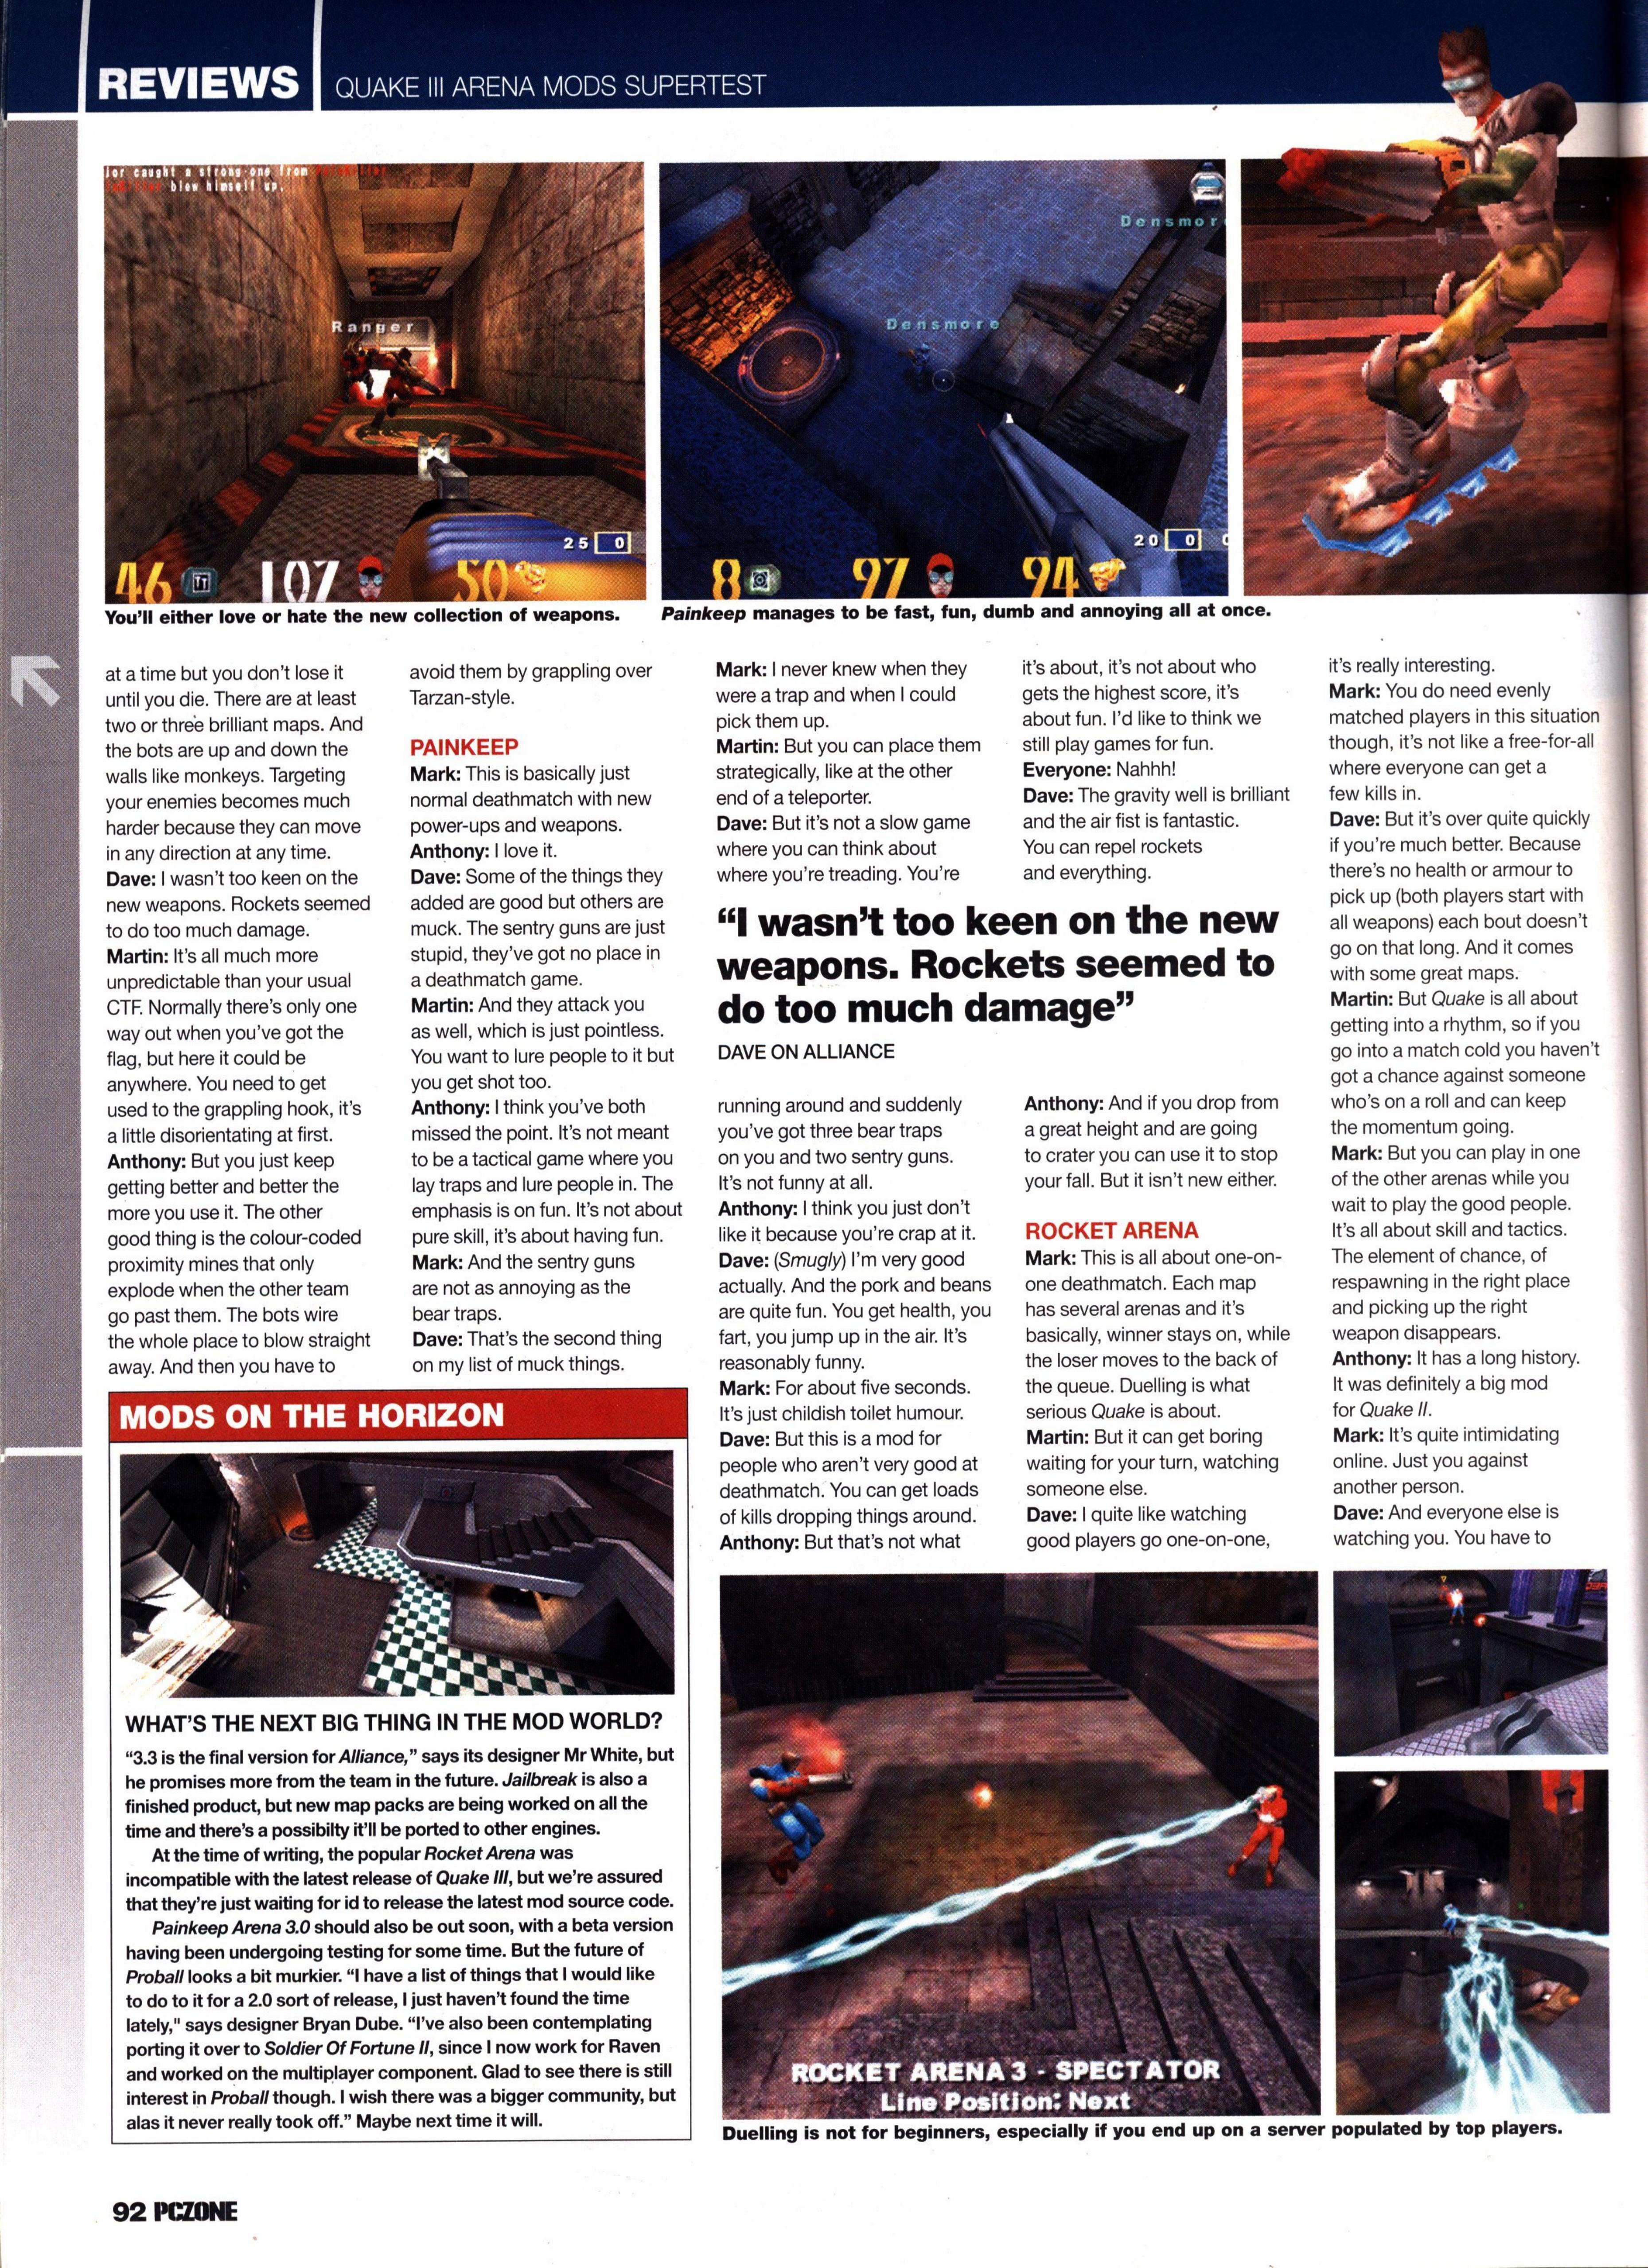 REVIEWS
QUAKE III ARENA MODS SUPERTEST
lor caught a strong-one from
blew himself up.
Ranger
25 0
46 107 50
Densmor
Densmore
20 0 0
8 97 94
You'll either love or hate the new collection of weapons.
Painkeep manages to be fast, fun, dumb and annoying all at once.
at a time but you don't lose it
until you die. There are at least
two or three brilliant maps. And
the bots are up and down the
walls like monkeys. Targeting
your enemies becomes much
harder because they can move
in any direction at any time.
Dave: I wasn't too keen on the
new weapons. Rockets seemed
to do too much damage.
Martin: It's all much more
unpredictable than your usual
CTF. Normally there's only one
way out when you've got the
flag, but here it could be
anywhere. You need to get
used to the grappling hook, it's
a little disorientating at first.
Anthony: But you just keep
getting better and better the
more you use it. The other
good thing is the colour-coded
proximity mines that only
explode when the other team
go past them. The bots wire
the whole place to blow straight
away. And then you have to
avoid them by grappling over
Tarzan-style.
PAINKEEP
Mark: This is basically just
normal deathmatch with new
power-ups and weapons.
Anthony: I love it.
Dave: Some of the things they
added are good but others are
muck. The sentry guns are just
stupid, they've got no place in
a deathmatch game.
Martin: And they attack you
as well, which is just pointless.
You want to lure people to it but
you get shot too.
Anthony: I think you've both
missed the point. It's not meant
to be a tactical game where you
lay traps and lure people in. The
emphasis is on fun. It's not about
pure skill, it's about having fun.
Mark: And the sentry guns
are not as annoying as the
bear traps.
Dave: That's the second thing
on my list of muck things.
Mark: I never knew when they
were a trap and when I could
pick them up.
Martin: But you can place them
strategically, like at the other
end of a teleporter.
Dave: But it's not a slow game
where you can think about
where you're treading. You're
running around and suddenly
you've got three bear traps
on you and two sentry guns.
It's not funny at all.
Anthony: I think you just don't
like it because you're crap at it.
Dave: (Smugly) I'm very good
actually. And the pork and beans
are quite fun. You get health, you
fart, you jump up in the air. It's
reasonably funny.
Mark: For about five seconds.
It's just childish toilet humour.
Dave: But this is a mod for
people who aren't very good at
deathmatch. You can get loads
of kills dropping things around.
Anthony: But that's not what
it's about, it's not about who
gets the highest score, it's
about fun. I'd like to think we
still play games for fun.
Everyone: Nahhh!
Dave: The gravity well is brilliant
and the air fist is fantastic.
You can repel rockets
and everything.
"I wasn't too keen on the new
weapons. Rockets seemed to
do too much damage"
DAVE ON ALLIANCE
Anthony: And if you drop from
a great height and are going
to crater you can use it to stop
your fall. But it isn't new either.
ROCKET ARENA
Mark: This is all about one-on-
one deathmatch. Each map
has several arenas and it's
basically, winner stays on, while
the loser moves to the back of
the queue. Duelling is what
serious Quake is about.
Martin: But it can get boring
waiting for your turn, watching
someone else.
Dave: I quite like watching
good players go one-on-one,
it's really interesting.
Mark: You do need evenly
matched players in this situation
though, it's not like a free-for-all
where everyone can get a
few kills in.
Dave: But it's over quite quickly
if you're much better. Because
there's no health or armour to
pick up (both players start with
all weapons) each bout doesn't
go on that long. And it comes
with some great maps.
Martin: But Quake is all about
getting into a rhythm, so if you
go into a match cold you haven't
got a chance against someone
who's on a roll and can keep
the momentum going.
Mark: But you can play in one
of the other arenas while you
wait to play the good people.
It's all about skill and tactics.
The element of chance, of
respawning in the right place
and picking up the right
weapon disappears.
Anthony: It has a long history.
It was definitely a big mod
for Quake II.
Mark: It's quite intimidating
online. Just you against
another person.
Dave: And everyone else is
watching you. You have to
MODS ON THE HORIZON
WHAT'S THE NEXT BIG THING IN THE MOD WORLD?
"3.3 is the final version for Alliance," says its designer Mr White, but
he promises more from the team in the future. Jailbreak is also a
finished product, but new map packs are being worked on all the
time and there's a possibilty it'll be ported to other engines.
At the time of writing, the popular Rocket Arena was
incompatible with the latest release of Quake III, but we're assured
that they're just waiting for id to release the latest mod source code.
Painkeep Arena 3.0 should also be out soon, with a beta version
having been undergoing testing for some time. But the future of
Proball looks a bit murkier. "I have a list of things that I would like
to do to it for a 2.0 sort of release, I just haven't found the time
lately," says designer Bryan Dube. "I've also been contemplating
porting it over to Soldier Of Fortune II, since I now work for Raven
and worked on the multiplayer component. Glad to see there is still
interest in Proball though. I wish there was a bigger community, but
alas it never really took off." Maybe next time it will.
ROCKET ARENA 3 - SPECTATOR
Line Position: Next
Duelling is not for beginners, especially if you end up on a server populated by top players.
92 PCZONE